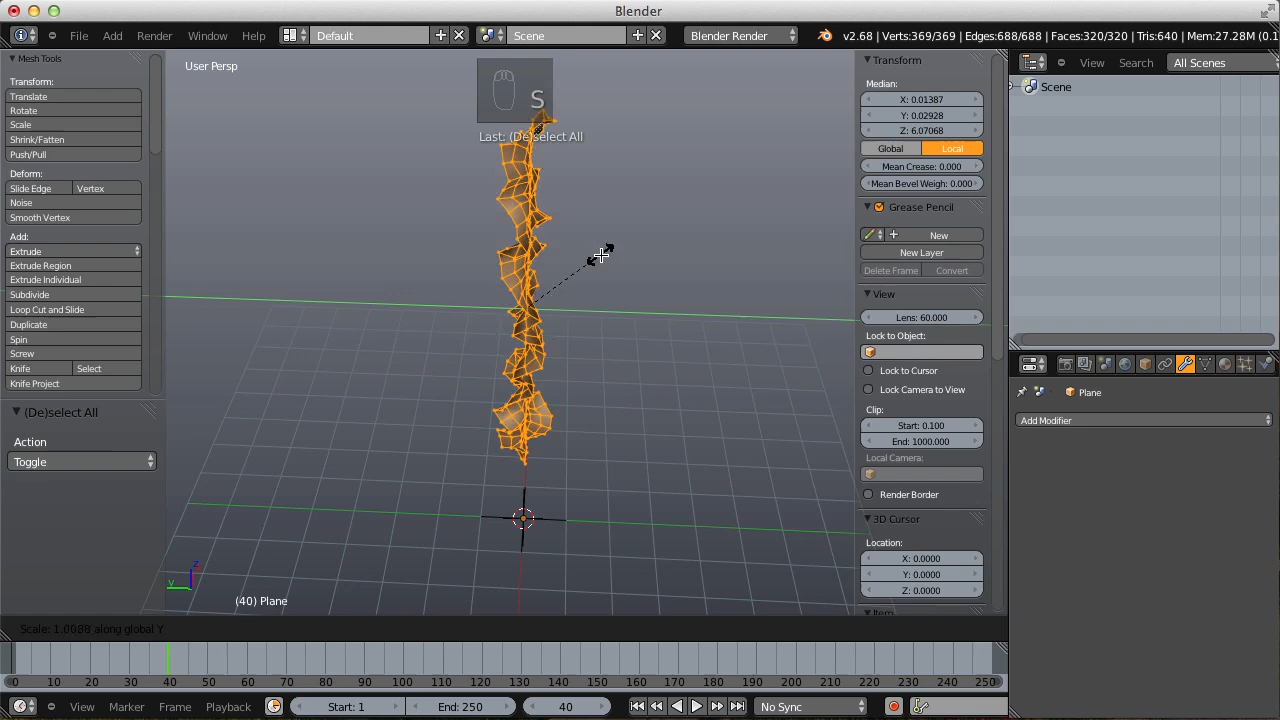 Blender
File Add Render Window Help Default Scene Blender Render v2.68 | Verts:369/369 | Edges:688/688 | Faces:320/320 | Tris:640 | Mem:27.28M (0.1
Mesh Tools
Transform:
Translate
Rotate
Scale
Shrink/Fatten
Push/Pull
Deform:
Slide Edge Vertex
Noise
Smooth Vertex
Add:
Extrude
Extrude Region
Extrude Individual
Subdivide
Loop Cut and Slide
Duplicate
Spin
Screw
Knife Select
Knife Project
(De)select All
Action
Toggle
User Persp
S
Last: (De)select All
z
y
(40) Plane
Transform
Median:
X: 0.01387
Y: 0.02928
Z: 6.07068
Global Local
Mean Crease: 0.000
Mean Bevel Weigh: 0.000
Grease Pencil
New
New Layer
Delete Frame Convert
View
Lens: 60.000
Lock to Object:
Lock to Cursor
Lock Camera to View
Clip:
Start: 0.100
End: 1000.000
Local Camera:
Render Border
3D Cursor
Location:
X: 0.0000
Y: 0.0000
Z: 0.0000
Item
View Search All Scenes
Scene
Plane
Add Modifier
Scale: 1.0088 along global Y
0 10 20 30 40 50 60 70 80 90 100 110 120 130 140 150 160 170 180 190 200 210 220 230 240 250
View Marker Frame Playback Start: 1 End: 250 40 No Sync